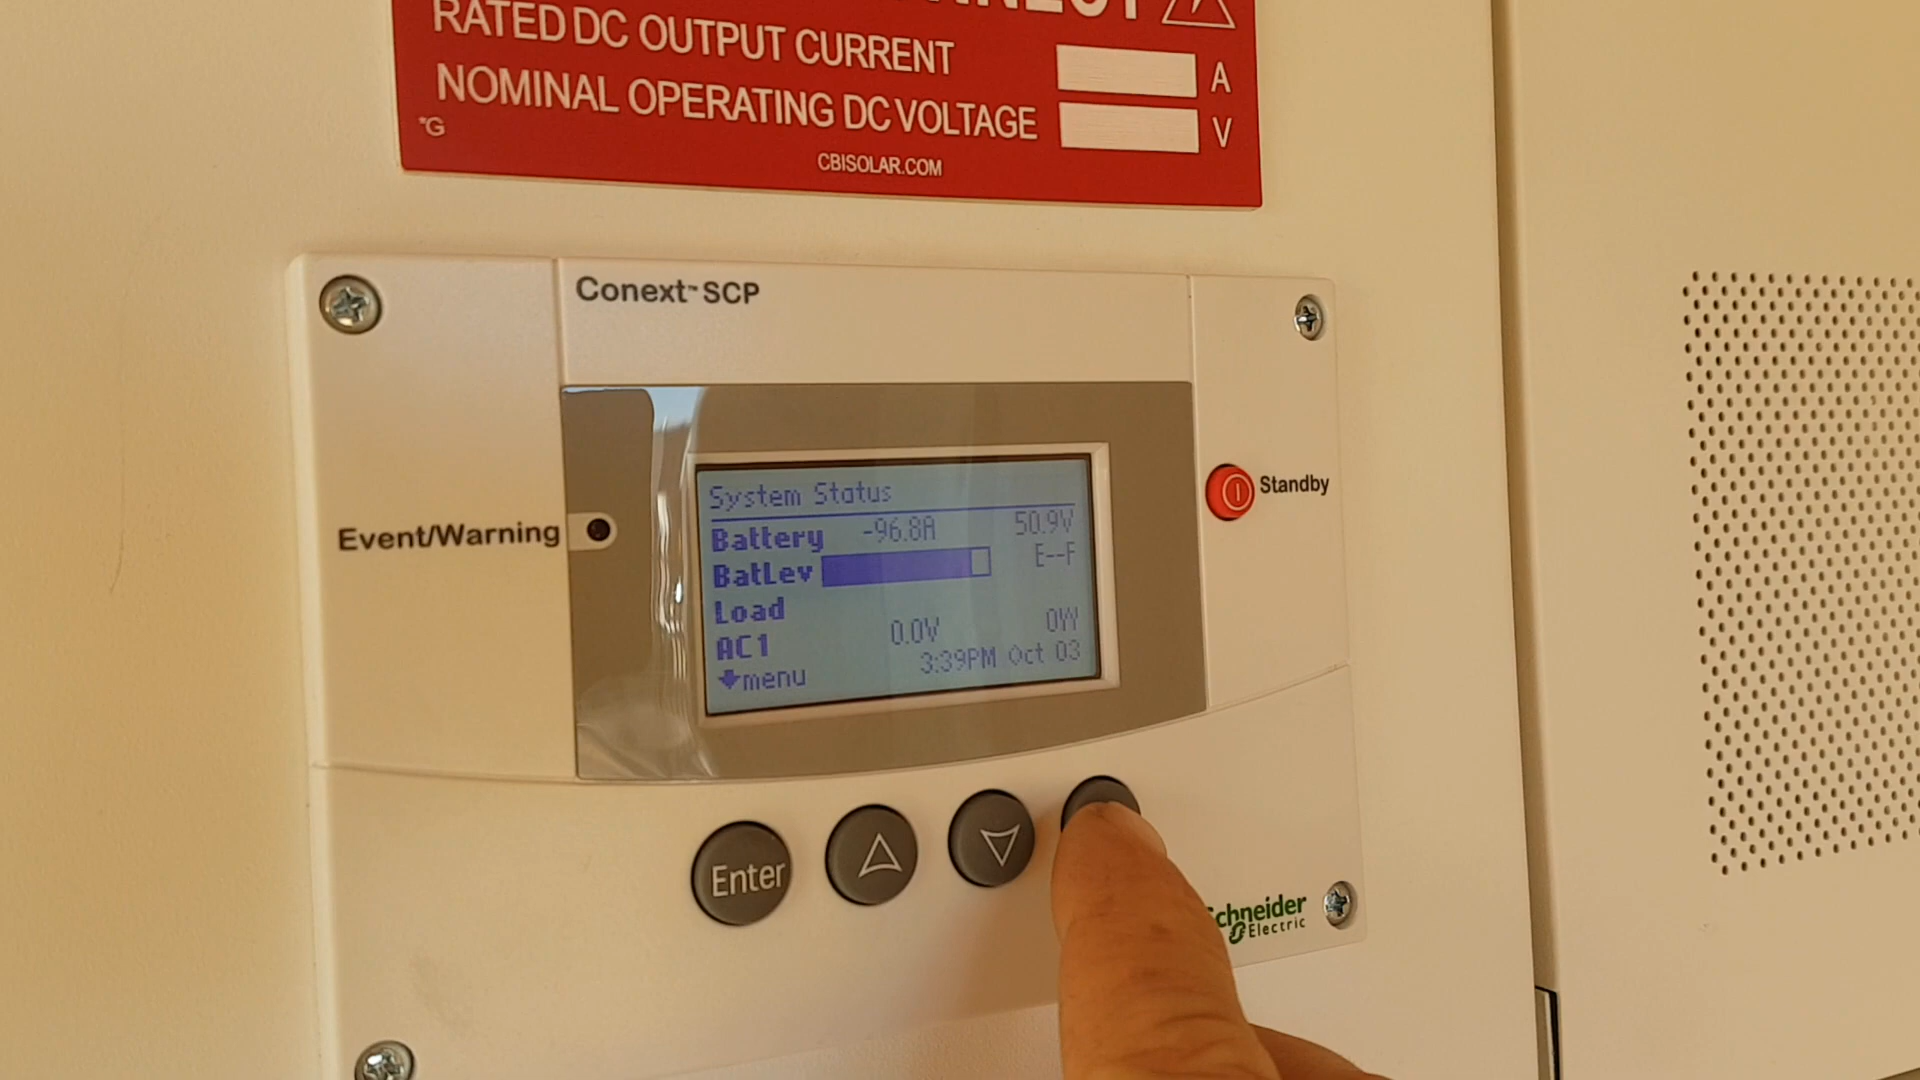 RATED DC OUTPUT CURRENT A
NOMINAL OPERATING DC VOLTAGE V
*G
CBISOLAR.COM
Conext™ SCP
Event/Warning
Standby
System Status
Battery -96.8A 50.9V
BatLev E--F
Load
AC1 0.0V 0W
menu 3:39PM Oct 03
Enter
Schneider
Electric